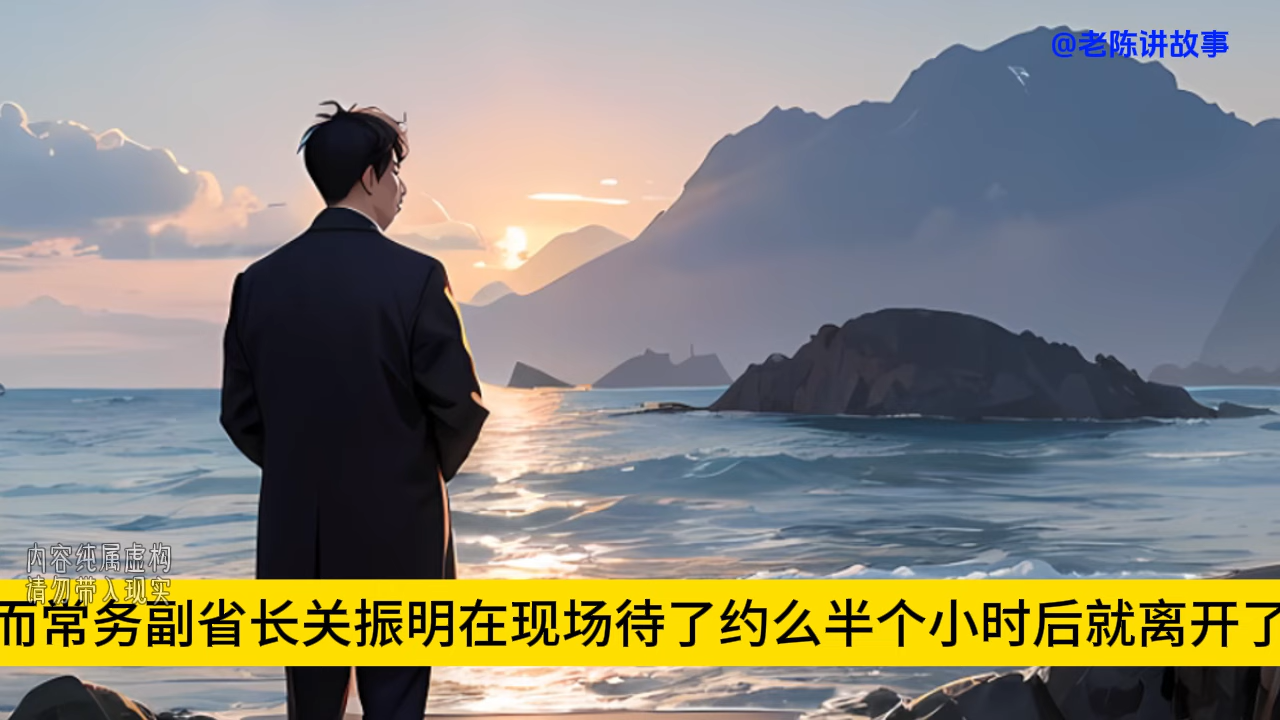 @老陈讲故事
内容纯属虚构
请勿带入现实
而常务副省长关振明在现场待了约么半个小时后就离开了